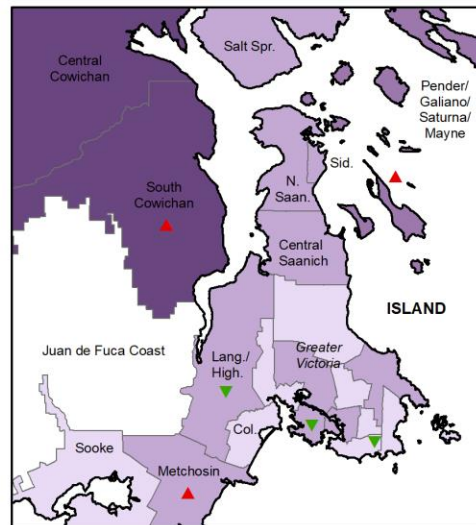 Salt Spr.
Central
Cowichan
Pender/
Galiano/
Saturna/
Mayne
Sid.
South
Cowichan
N.
Saan.
Central
Saanich
ISLAND
Juan de Fuca Coast
Lang./
High.
Greater
Victoria
Col.
Sooke
Metchosin